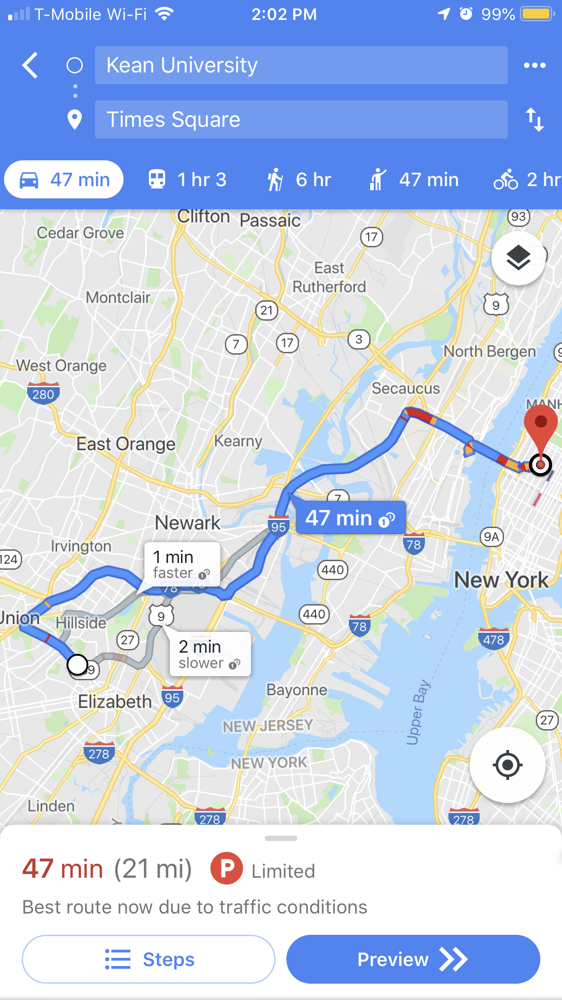 T-Mobile Wi-Fi 2:02 PM 99%
Kean University
Times Square
47 min 1 hr 3 6 hr 47 min 2 hr
Clifton Passaic 93
Cedar Grove
17
East
Rutherford
63
Montclair
9
21
7
17
3
North Bergen
West Orange
280
Secaucus
MANH
East Orange
Kearny
7
47 min
Newark
95
78
9A
Irvington
124
1 min
faster
440
New York
78 78
Union
Hillside
9
440
78
27
2 min
slower
478
Elizabeth
95
Bayonne
Upper Bay
NEW JERSEY
27
278
NEW YORK
Linden
278
278
47 min (21 mi) P Limited
Best route now due to traffic conditions
Steps Preview